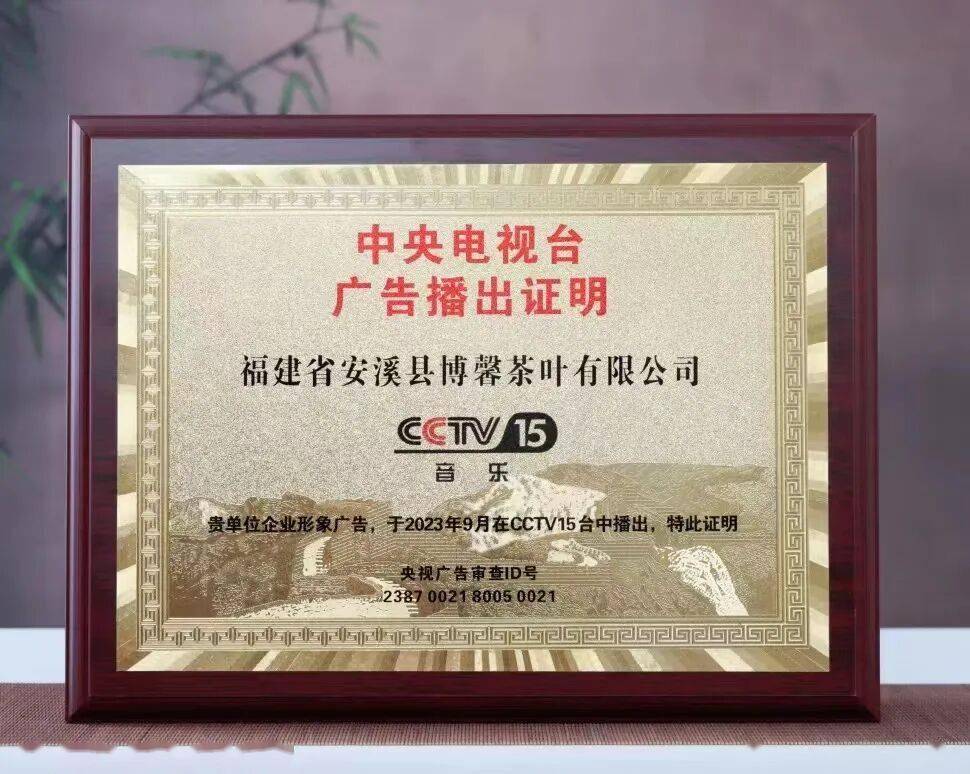 中央电视台
广告播出证明
福建省安溪县博馨茶叶有限公司
CCTV 15
音乐
贵单位企业形象广告，于2023年9月在CCTV15台中播出，特此证明
央视广告审查ID号
2387 0021 8005 0021